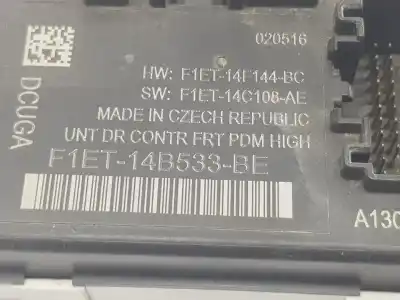 020516
HW: F1ET-14F144-BC
SW: F1ET-14C108-AE
MADE IN CZECH REPUBLIC
UNT DR CONTR FRT PDM HIGH
F1ET-14B533-BE
DCUGA
A130